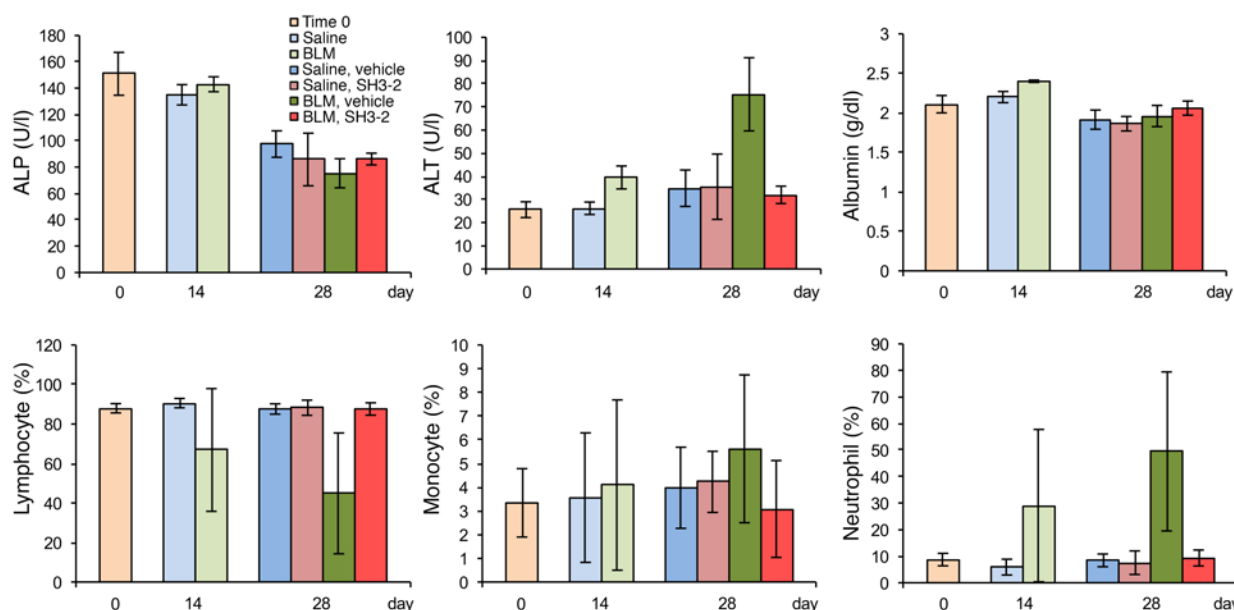 ALP (U/l)
180
160
140
120
100
80
60
40
20
0
0 14 28 day
Time 0
Saline
BLM
Saline, vehicle
Saline, SH3-2
BLM, vehicle
BLM, SH3-2
ALT (U/l)
100
90
80
70
60
50
40
30
20
10
0
0 14 28 day
Albumin (g/dl)
3
2.5
2
1.5
1
0.5
0
0 14 28 day
Lymphocyte (%)
120
100
80
60
40
20
0
0 14 28 day
Monocyte (%)
10
9
8
7
6
5
4
3
2
1
0
0 14 28 day
Neutrophil (%)
90
80
70
60
50
40
30
20
10
0
0 14 28 day